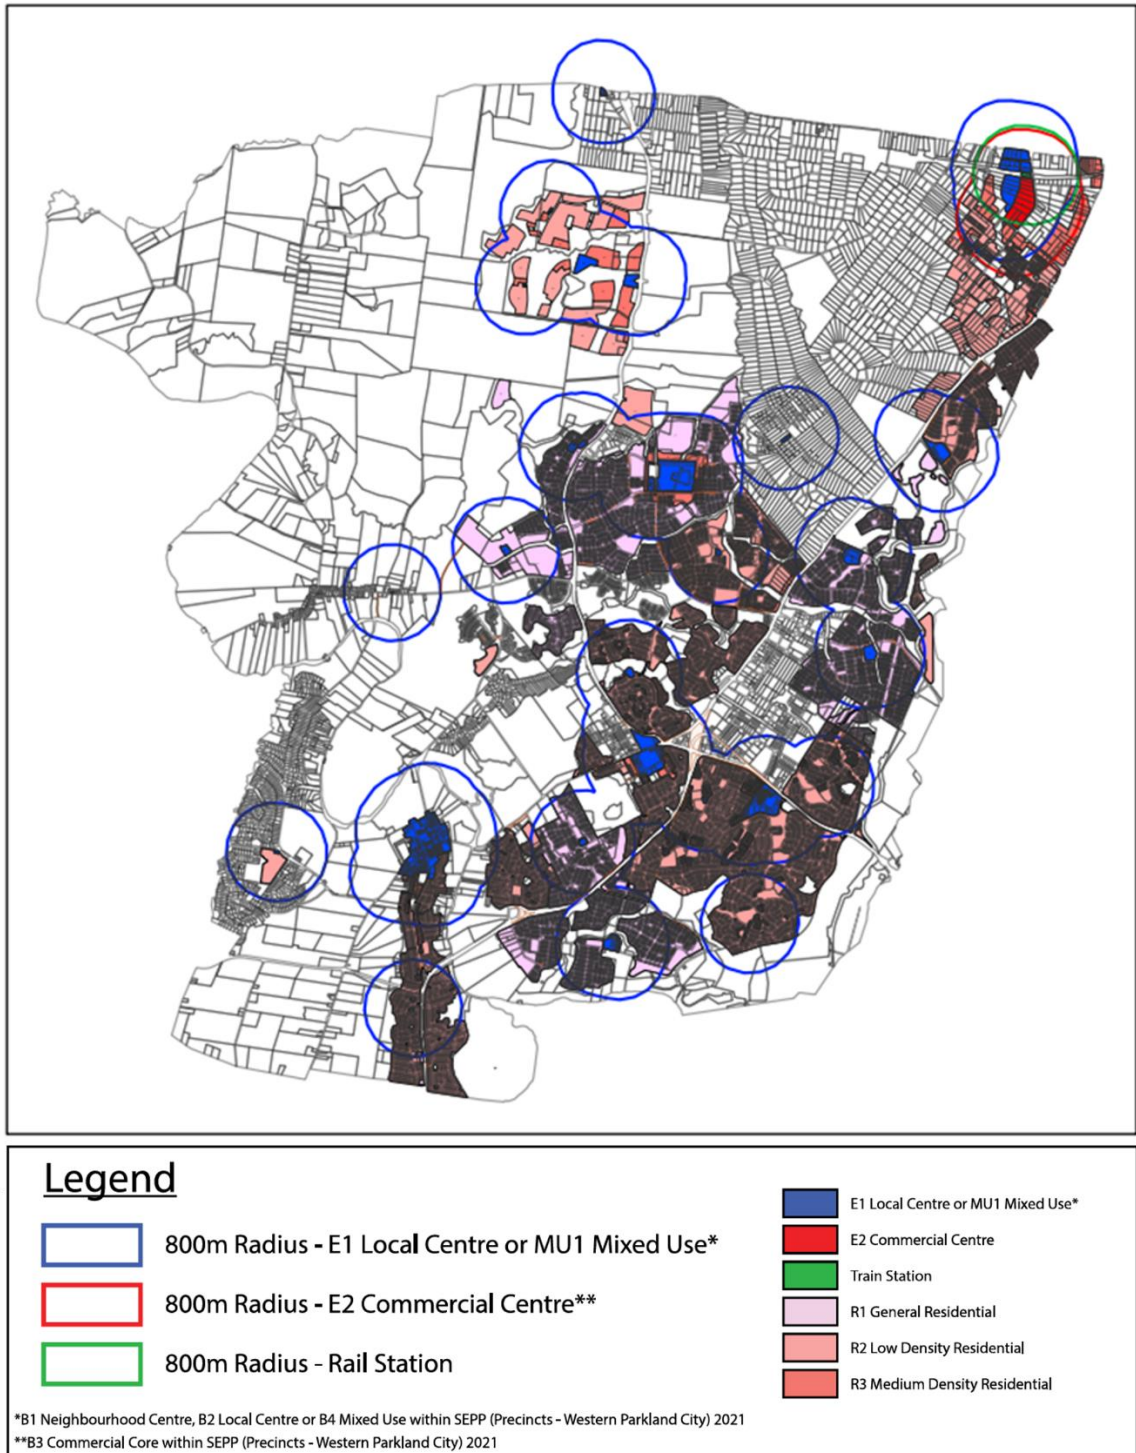 Legend
800m Radius - E1 Local Centre or MU1 Mixed Use*
800m Radius - E2 Commercial Centre**
800m Radius - Rail Station
E1 Local Centre or MU1 Mixed Use*
E2 Commercial Centre
Train Station
R1 General Residential
R2 Low Density Residential
R3 Medium Density Residential
*B1 Neighbourhood Centre, B2 Local Centre or B4 Mixed Use within SEPP (Precincts - Western Parkland City) 2021
**B3 Commercial Core within SEPP (Precincts - Western Parkland City) 2021